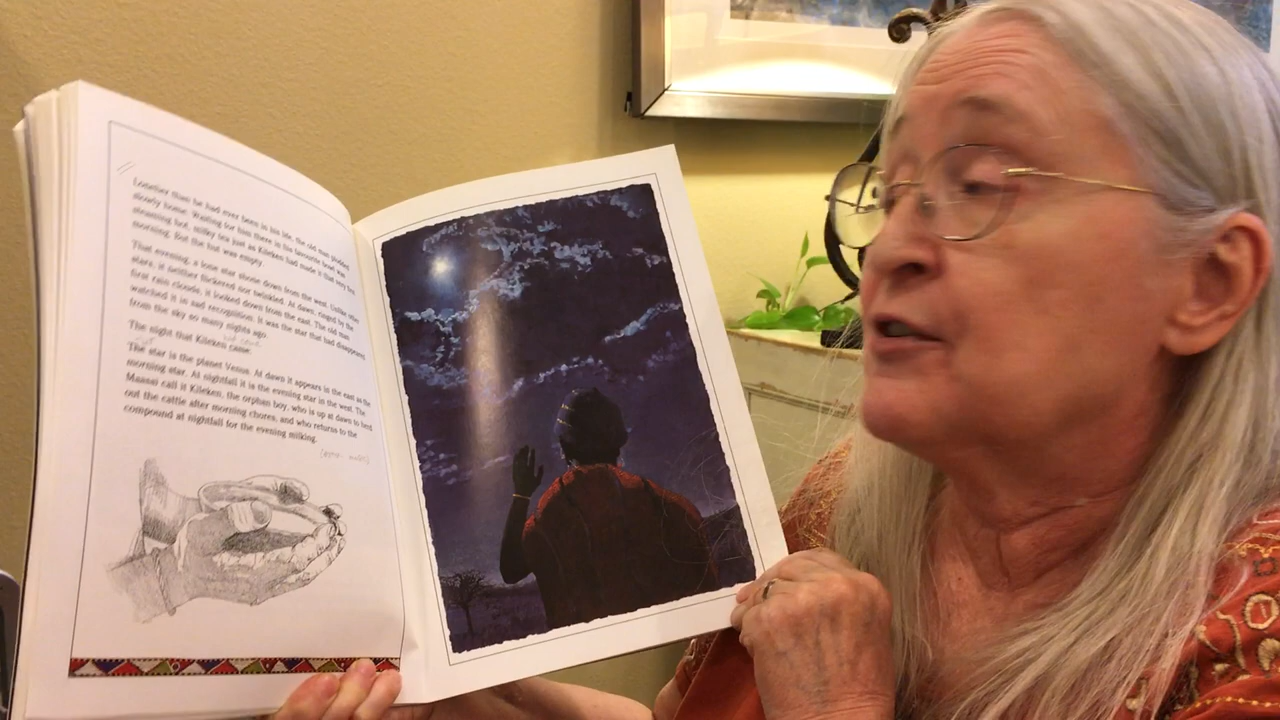 Lonelier than he had ever been in his life, the old man plodded
slowly home. Waiting for him there in his favourite bowl was
steaming hot, milky tea just as Kileken had made it that very first
morning. But the hut was empty.
That evening, a lone star shone down from the west. Unlike other
stars, it neither flickered nor twinkled. At dawn, ringed by the
first rain clouds, it looked down from the east. The old man
watched it in sad recognition. It was the star that had disappeared
from the sky so many nights ago.
The night that Kileken came.
The star is the planet Venus. At dawn it appears in the east as the
morning star. At nightfall it is the evening star in the west. The
Maasai call it Kileken, the orphan boy, who is up at dawn to herd
out the cattle after morning chores, and who returns to the
compound at nightfall for the evening milking.